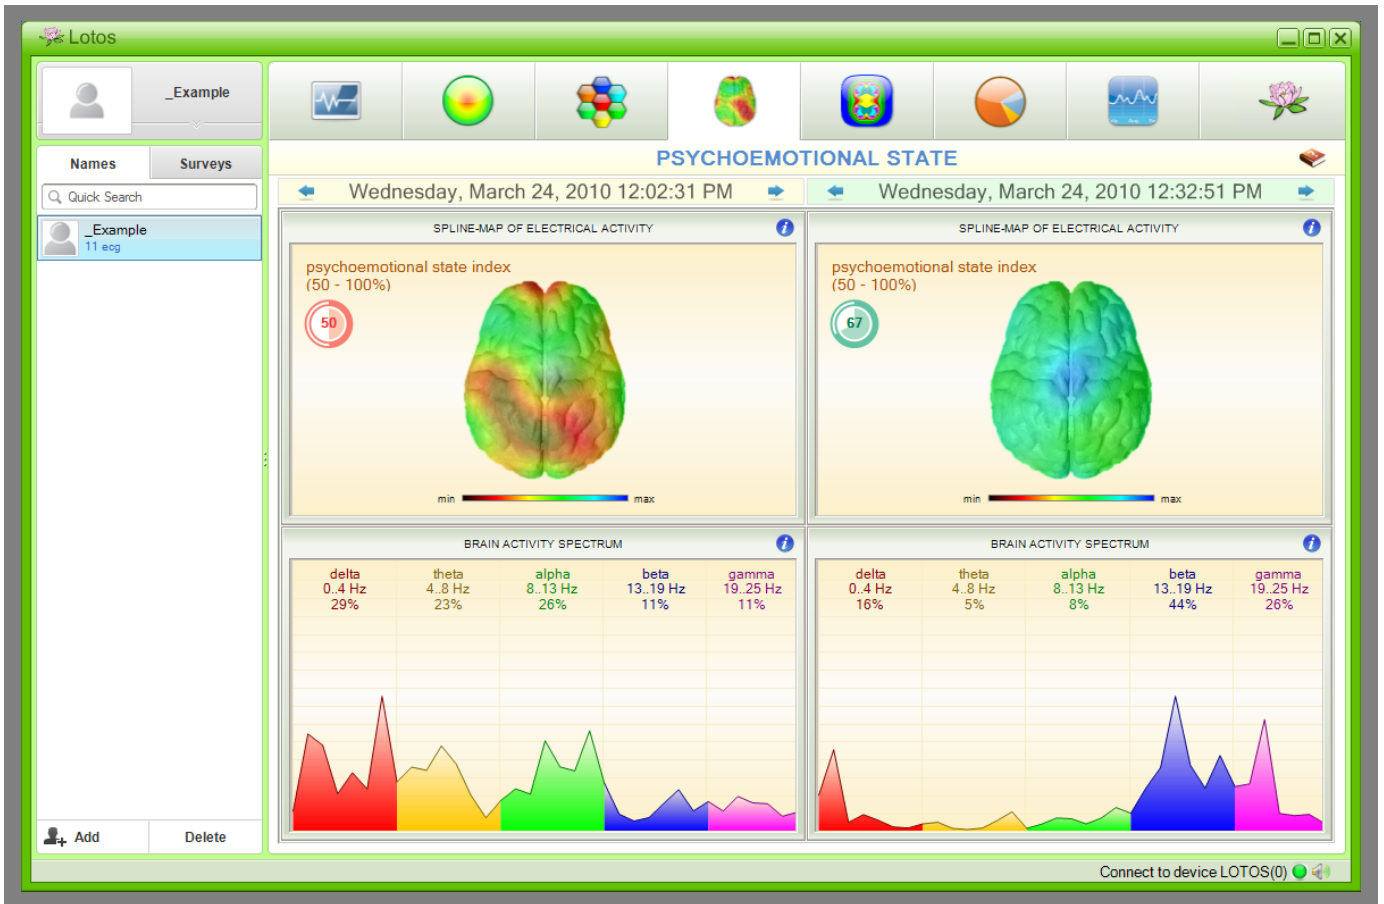 Lotos
_Example
Names
Surveys
Quick Search
_Example
11 ecg
Add
Delete
PSYCHOEMOTIONAL STATE
Wednesday, March 24, 2010 12:02:31 PM
Wednesday, March 24, 2010 12:32:51 PM
SPLINE-MAP OF ELECTRICAL ACTIVITY
psychoemotional state index
(50 - 100%)
50
min
max
SPLINE-MAP OF ELECTRICAL ACTIVITY
psychoemotional state index
(50 - 100%)
67
min
max
BRAIN ACTIVITY SPECTRUM
delta theta alpha beta gamma
0..4 Hz 4..8 Hz 8..13 Hz 13..19 Hz 19..25 Hz
29% 23% 26% 11% 11%
BRAIN ACTIVITY SPECTRUM
delta theta alpha beta gamma
0..4 Hz 4..8 Hz 8..13 Hz 13..19 Hz 19..25 Hz
16% 5% 8% 44% 26%
Connect to device LOTOS(0)